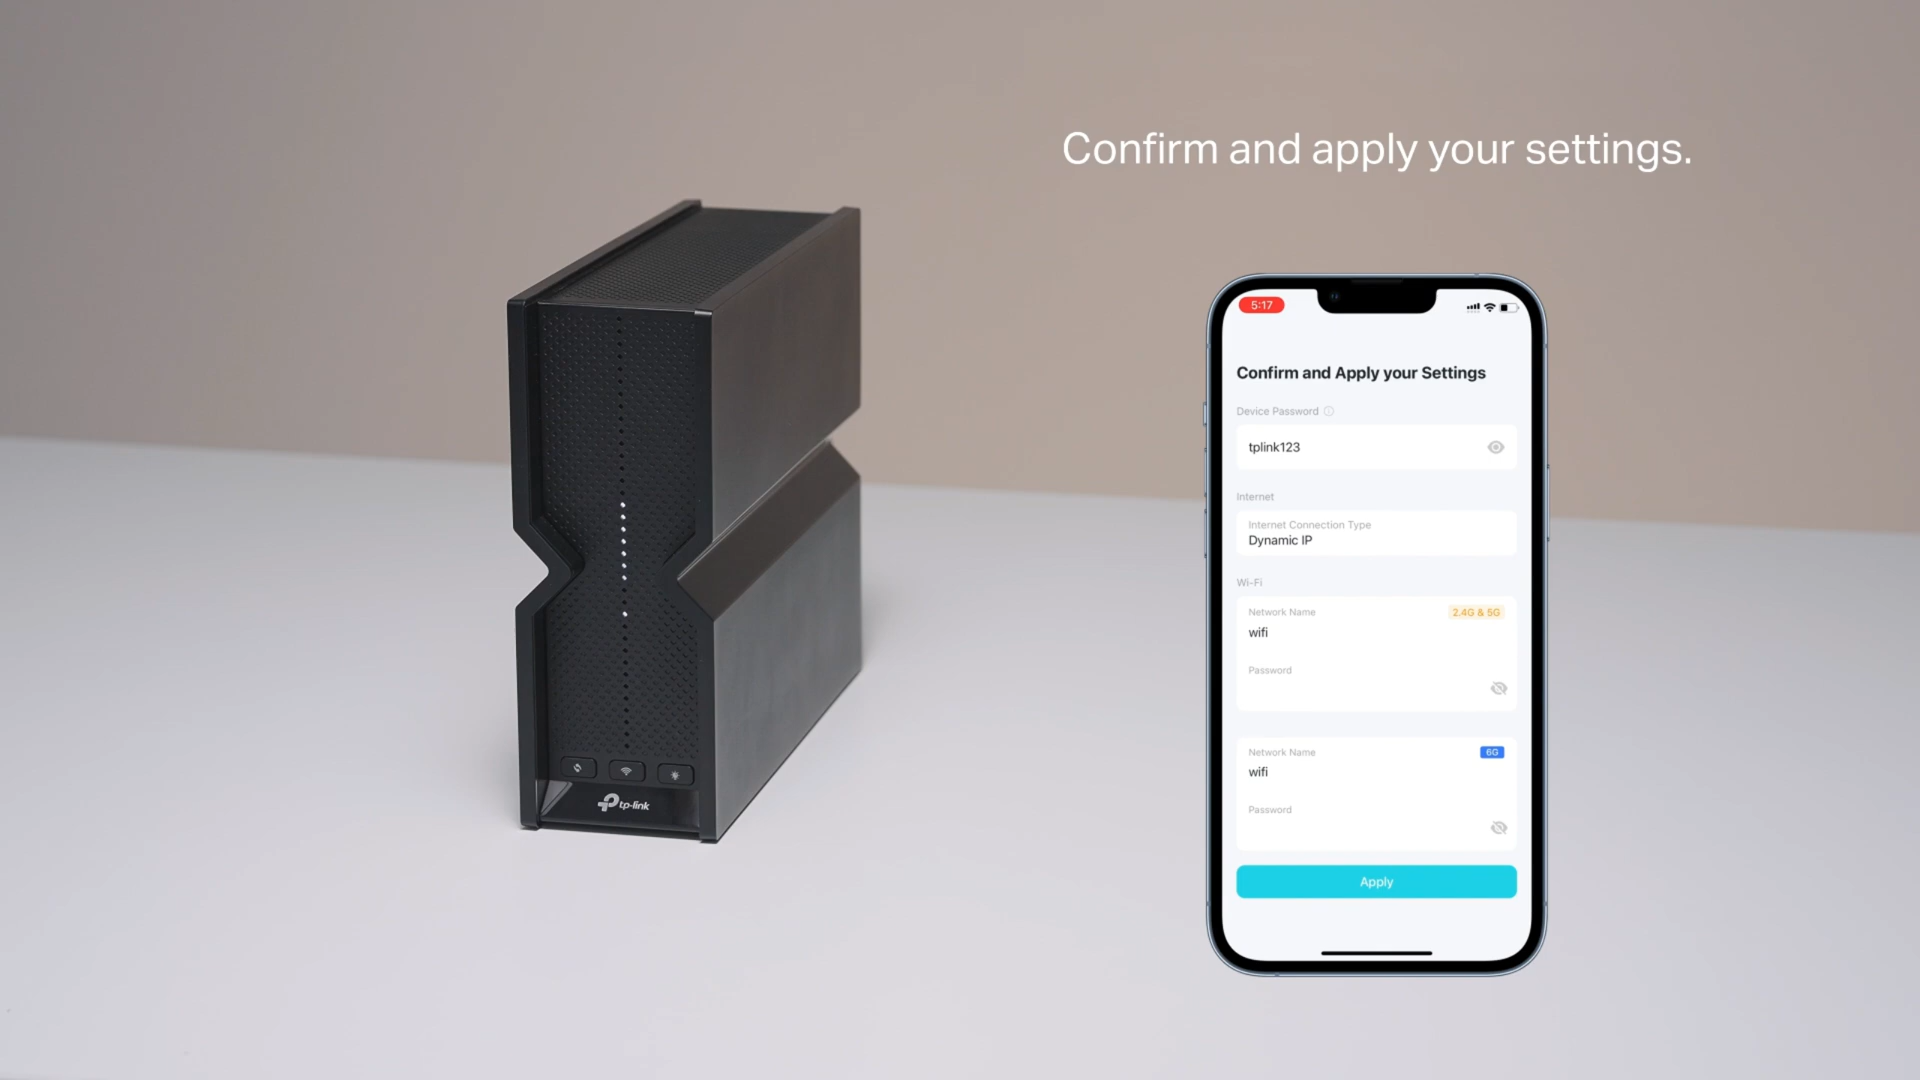 Confirm and apply your settings.
tp-link
5:17
Confirm and Apply your Settings
Device Password
tplink123
Internet
Internet Connection Type
Dynamic IP
Wi-Fi
Network Name
2.4G & 5G
wifi
Password
Network Name
6G
wifi
Password
Apply